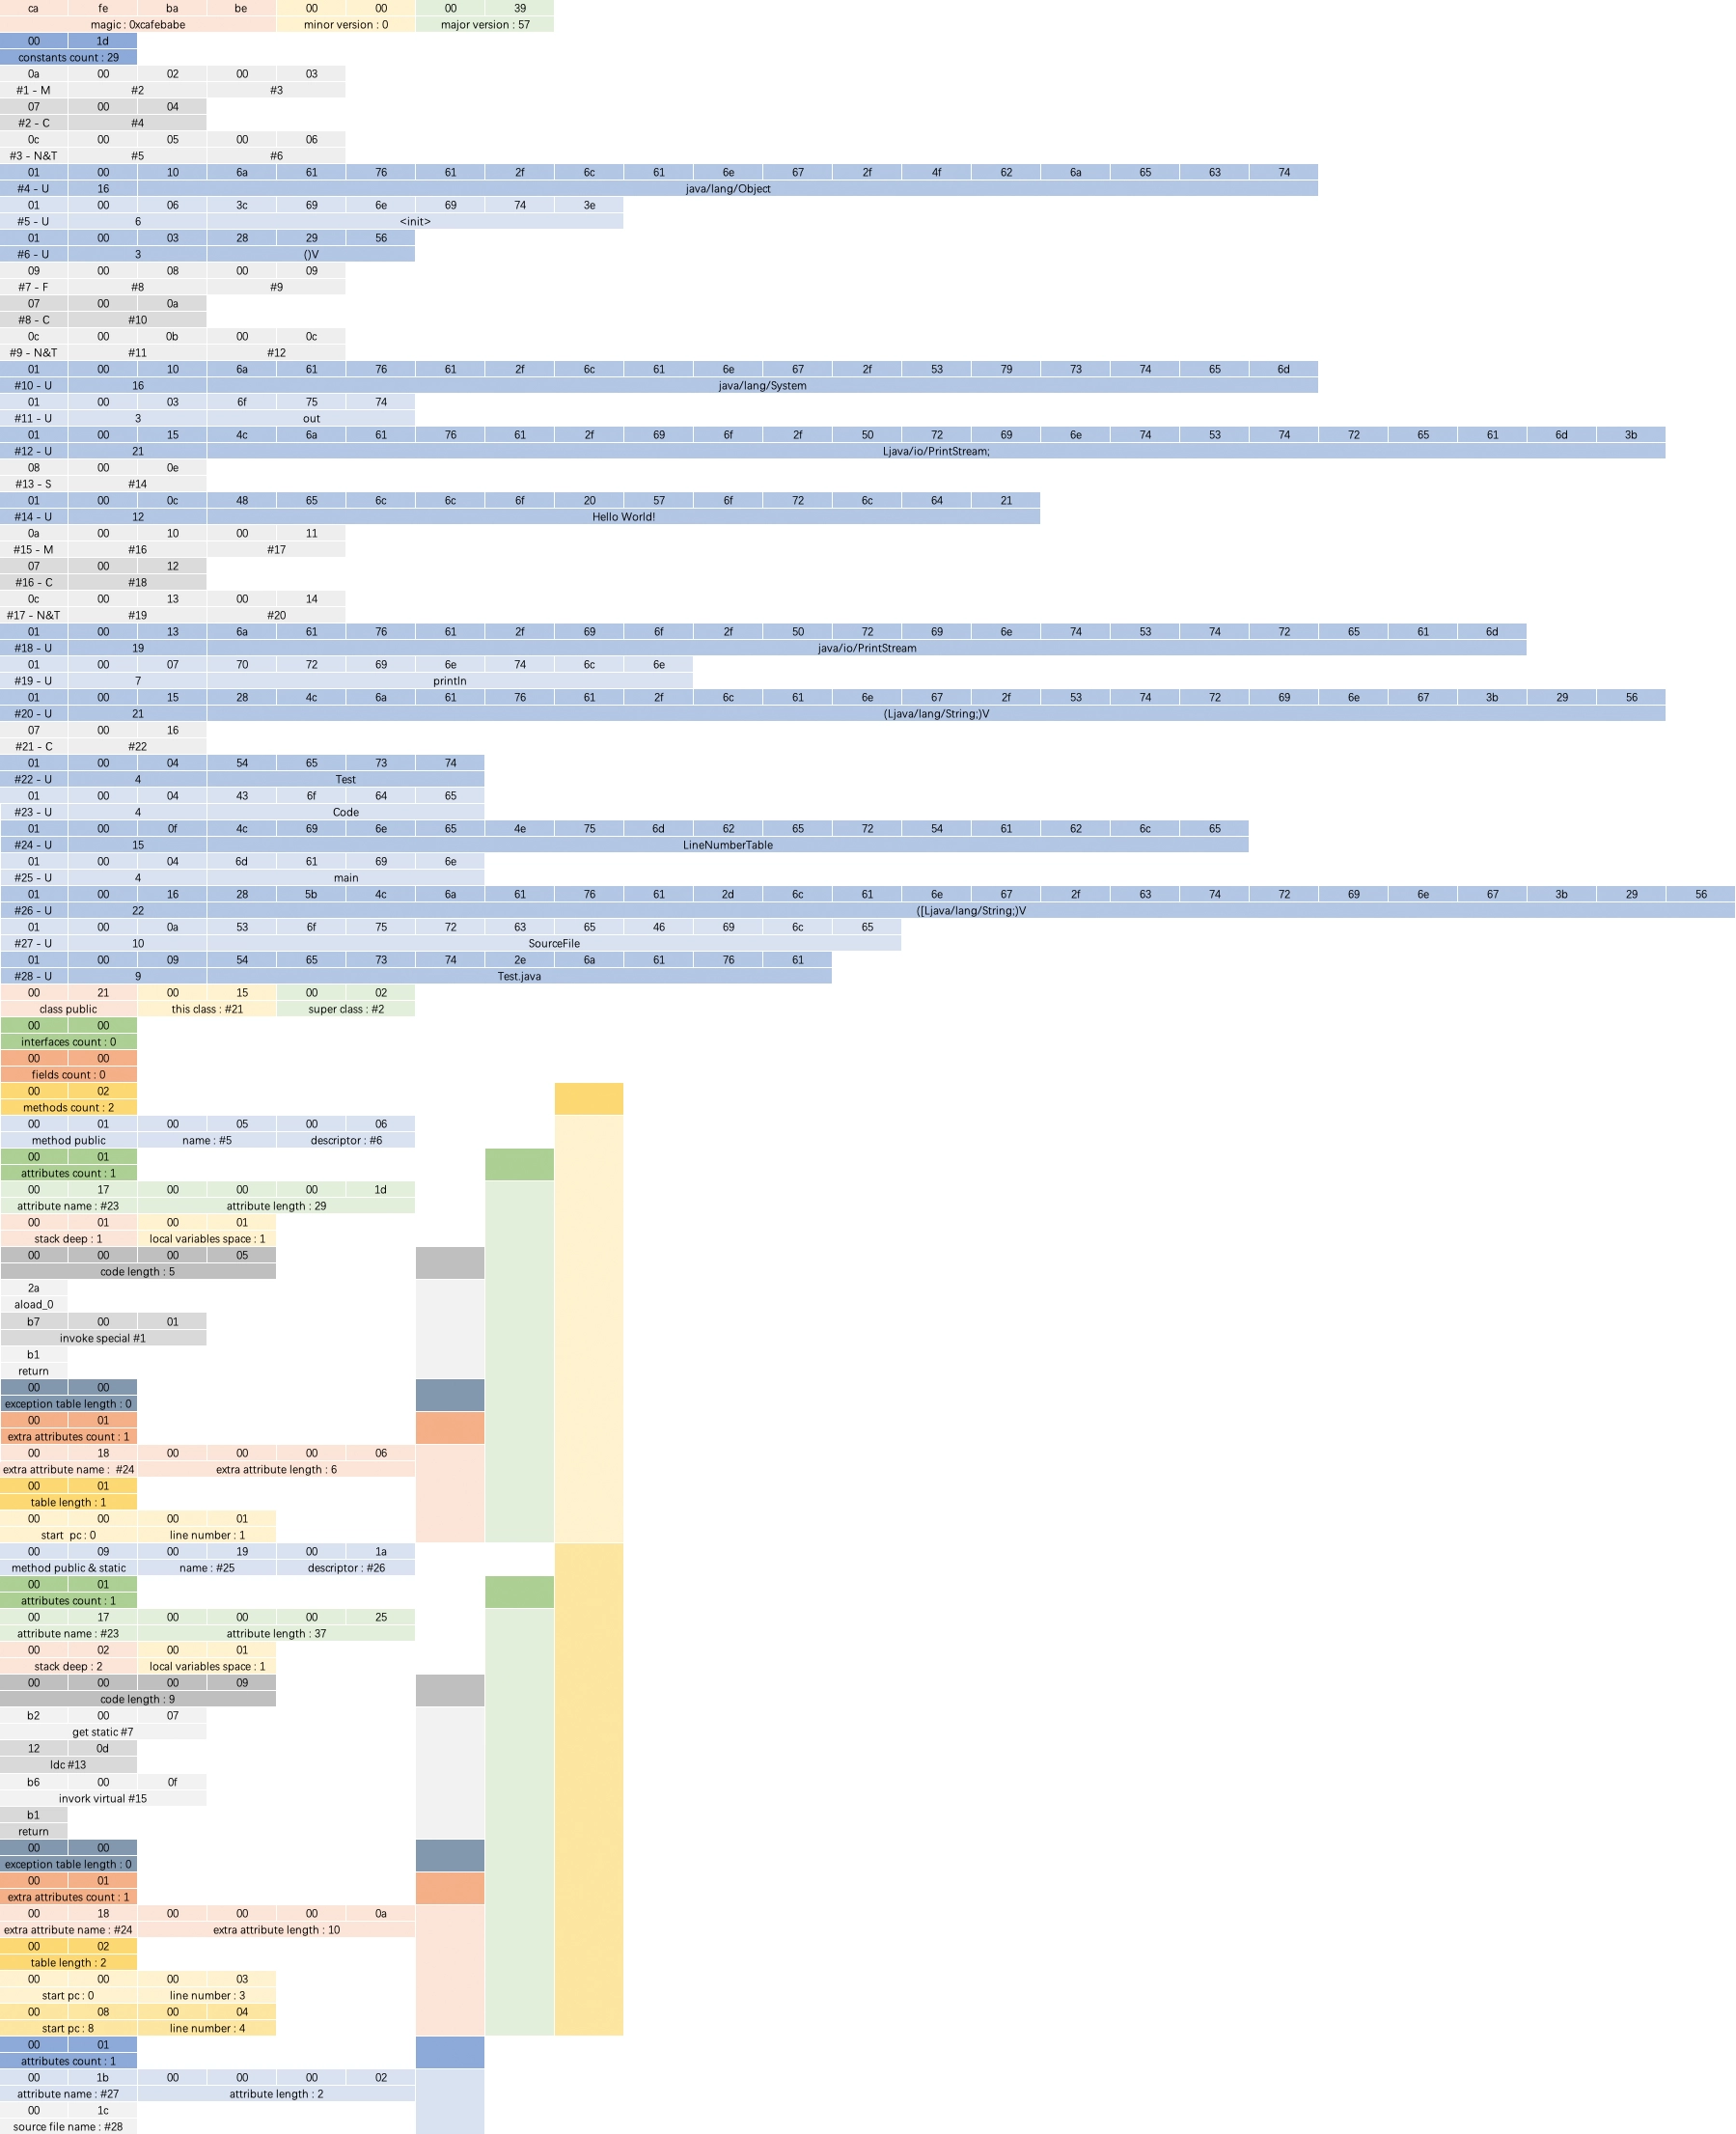 ca fe ba be 00 00 00 39
magic : 0xcafebabe minor version : 0 major version : 57
00 1d
constants count : 29
0a 00 02 00 03
#1 - M #2 #3
07 00 04
#2 - C #4
0c 00 05 00 06
#3 - N&T #5 #6
01 00 10 6a 61 76 61 2f 6c 61 6e 67 2f 4f 62 6a 65 63 74
#4 - U 16 java/lang/Object
01 00 06 3c 69 6e 69 74 3e
#5 - U 6 <init>
01 00 03 28 29 56
#6 - U 3 ()V
09 00 08 00 09
#7 - F #8 #9
07 00 0a
#8 - C #10
0c 00 0b 00 0c
#9 - N&T #11 #12
01 00 10 6a 61 76 61 2f 6c 61 6e 67 2f 53 79 73 74 65 6d
#10 - U 16 java/lang/System
01 00 03 6f 75 74
#11 - U 3 out
01 00 15 4c 6a 61 76 61 2f 69 6f 2f 50 72 69 6e 74 53 74 72 65 61 6d 3b
#12 - U 21 Ljava/io/PrintStream;
08 00 0e
#13 - S #14
01 00 0c 48 65 6c 6c 6f 20 57 6f 72 6c 64 21
#14 - U 12 Hello World!
0a 00 10 00 11
#15 - M #16 #17
07 00 12
#16 - C #18
0c 00 13 00 14
#17 - N&T #19 #20
01 00 13 6a 61 76 61 2f 69 6f 2f 50 72 69 6e 74 53 74 72 65 61 6d
#18 - U 19 java/io/PrintStream
01 00 07 70 72 69 6e 74 6c 6e
#19 - U 7 println
01 00 15 28 4c 6a 61 76 61 2f 6c 61 6e 67 2f 53 74 72 69 6e 67 3b 29 56
#20 - U 21 (Ljava/lang/String;)V
07 00 16
#21 - C #22
01 00 04 54 65 73 74
#22 - U 4 Test
01 00 04 43 6f 64 65
#23 - U 4 Code
01 00 0f 4c 69 6e 65 4e 75 6d 62 65 72 54 61 62 6c 65
#24 - U 15 LineNumberTable
01 00 04 6d 61 69 6e
#25 - U 4 main
01 00 16 28 5b 4c 6a 61 76 61 2d 6c 61 6e 67 2f 63 74 72 69 6e 67 3b 29 56
#26 - U 22 ([Ljava/lang/String;)V
01 00 0a 53 6f 75 72 63 65 46 69 6c 65
#27 - U 10 SourceFile
01 00 09 54 65 73 74 2e 6a 61 76 61
#28 - U 9 Test.java
00 21 00 15 00 02
class public this class : #21 super class : #2
00 00
interfaces count : 0
00 00
fields count : 0
00 02
methods count : 2
00 01 00 05 00 06
method public name : #5 descriptor : #6
00 01
attributes count : 1
00 17 00 00 00 1d
attribute name : #23 attribute length : 29
00 01 00 01
stack deep : 1 local variables space : 1
00 00 00 05
code length : 5
2a
aload_0
b7 00 01
invoke special #1
b1
return
00 00
exception table length : 0
00 01
extra attributes count : 1
00 18 00 00 00 06
extra attribute name : #24 extra attribute length : 6
00 01
table length : 1
00 00 00 01
start pc : 0 line number : 1
00 09 00 19 00 1a
method public & static name : #25 descriptor : #26
00 01
attributes count : 1
00 17 00 00 00 25
attribute name : #23 attribute length : 37
00 02 00 01
stack deep : 2 local variables space : 1
00 00 00 09
code length : 9
b2 00 07
get static #7
12 0d
ldc #13
b6 00 0f
invork virtual #15
b1
return
00 00
exception table length : 0
00 01
extra attributes count : 1
00 18 00 00 00 0a
extra attribute name : #24 extra attribute length : 10
00 02
table length : 2
00 00 00 03
start pc : 0 line number : 3
00 08 00 04
start pc : 8 line number : 4
00 01
attributes count : 1
00 1b 00 00 00 02
attribute name : #27 attribute length : 2
00 1c
source file name : #28